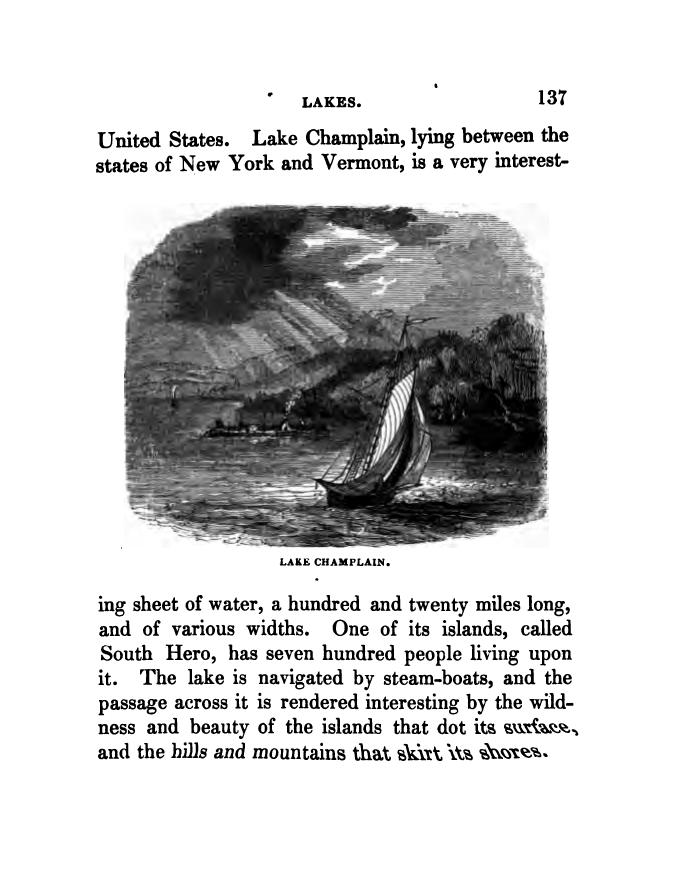 LAKES. 137
United States. Lake Champlain, lying between the
states of New York and Vermont, is a very interest-
LAKE CHAMPLAIN.
ing sheet of water, a hundred and twenty miles long,
and of various widths. One of its islands, called
South Hero, has seven hundred people living upon
it. The lake is navigated by steam-boats, and the
passage across it is rendered interesting by the wild-
ness and beauty of the islands that dot its surface,
and the hills and mountains that skirt its shores.